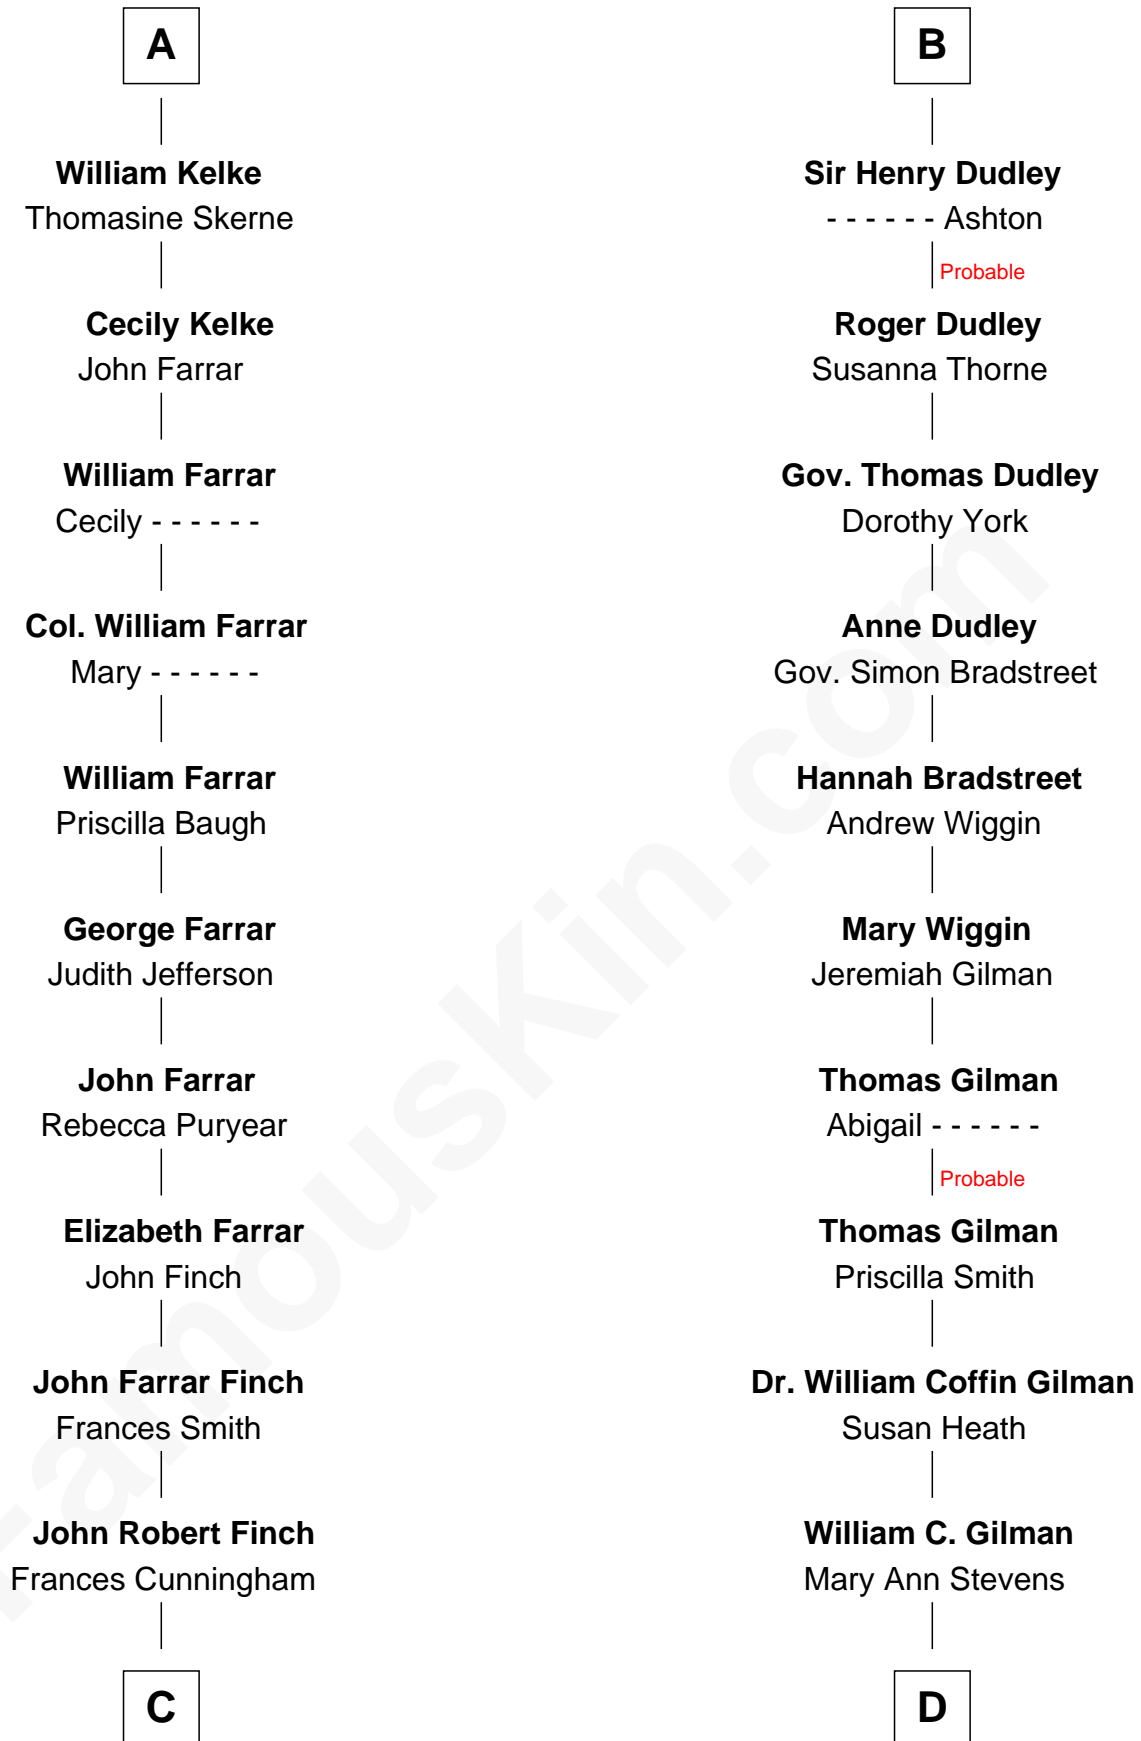 A
William Kelke
Thomasine Skerne
Cecily Kelke
John Farrar
William Farrar
Cecily - - - - - -
Col. William Farrar
Mary - - - - - -
William Farrar
Priscilla Baugh
George Farrar
Judith Jefferson
John Farrar
Rebecca Puryear
Elizabeth Farrar
John Finch
John Farrar Finch
Frances Smith
John Robert Finch
Frances Cunningham
C
B
Sir Henry Dudley
- - - - - - Ashton
Probable
Roger Dudley
Susanna Thorne
Gov. Thomas Dudley
Dorothy York
Anne Dudley
Gov. Simon Bradstreet
Hannah Bradstreet
Andrew Wiggin
Mary Wiggin
Jeremiah Gilman
Thomas Gilman
Abigail - - - - - -
Probable
Thomas Gilman
Priscilla Smith
Dr. William Coffin Gilman
Susan Heath
William C. Gilman
Mary Ann Stevens
D
FamousKin.com